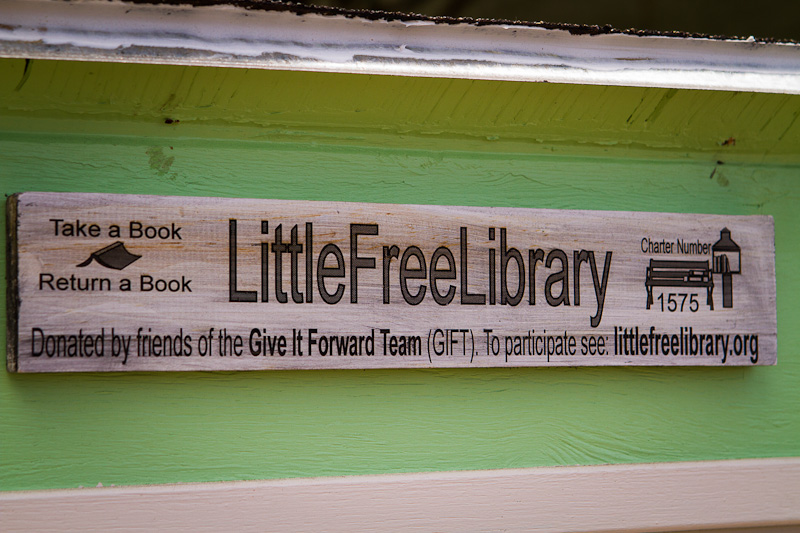 Take a Book
Return a Book
LittleFreeLibrary
Charter Number
1575
Donated by friends of the Give It Forward Team (GIFT). To participate see: littlefreelibrary.org